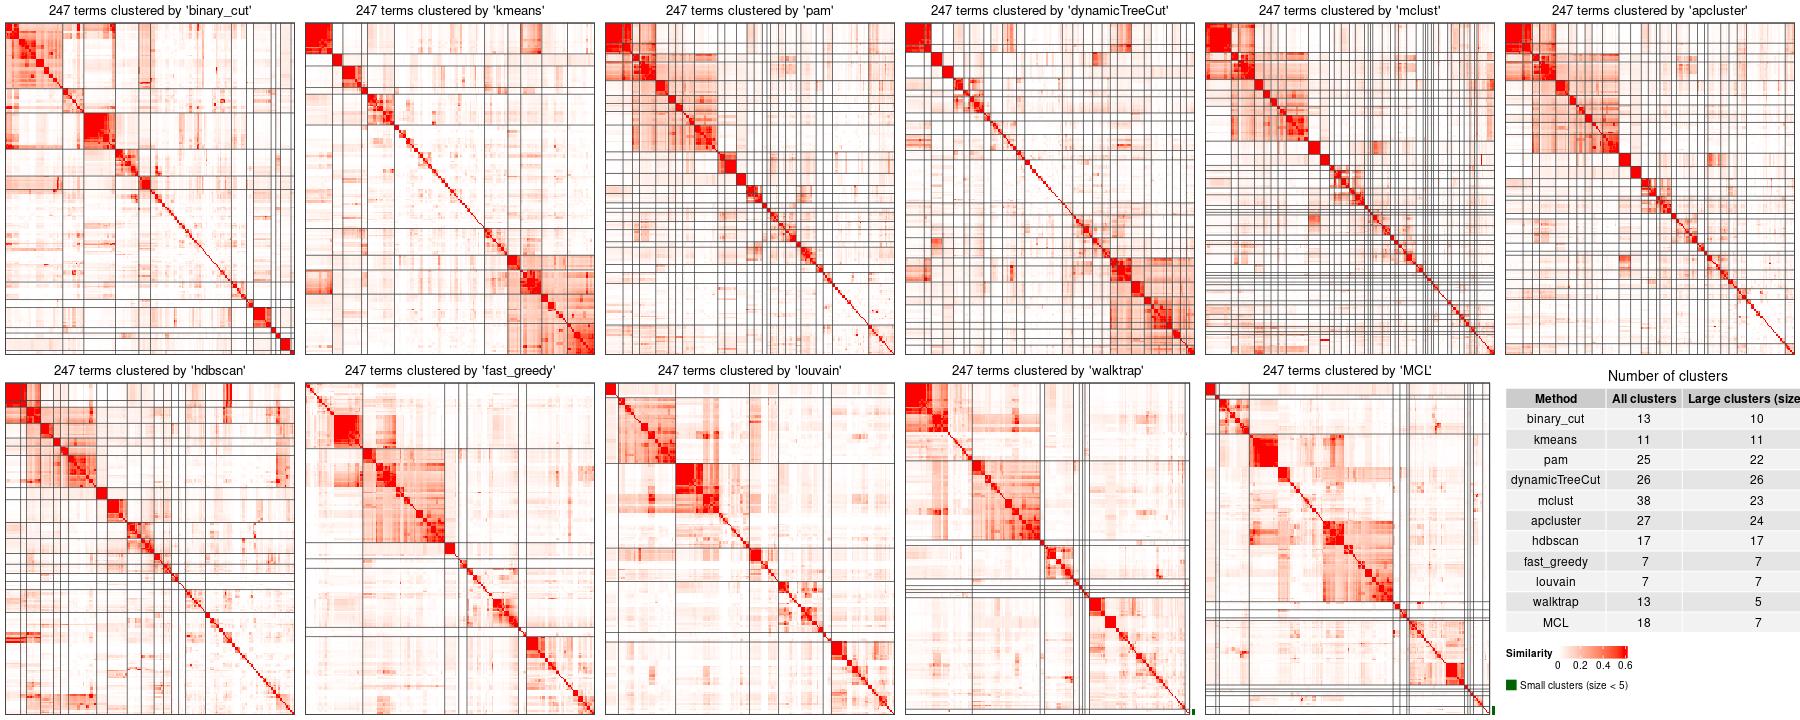 247 terms clustered by 'binary_cut'
247 terms clustered by 'kmeans'
247 terms clustered by 'pam'
247 terms clustered by 'dynamicTreeCut'
247 terms clustered by 'mclust'
247 terms clustered by 'apcluster'
247 terms clustered by 'hdbscan'
247 terms clustered by 'fast_greedy'
247 terms clustered by 'louvain'
247 terms clustered by 'walktrap'
247 terms clustered by 'MCL'
Number of clusters
Method All clusters Large clusters (size
binary_cut 13 10
kmeans 11 11
pam 25 22
dynamicTreeCut 26 26
mclust 38 23
apcluster 27 24
hdbscan 17 17
fast_greedy 7 7
louvain 7 7
walktrap 13 5
MCL 18 7
Similarity
0 0.2 0.4 0.6
Small clusters (size < 5)